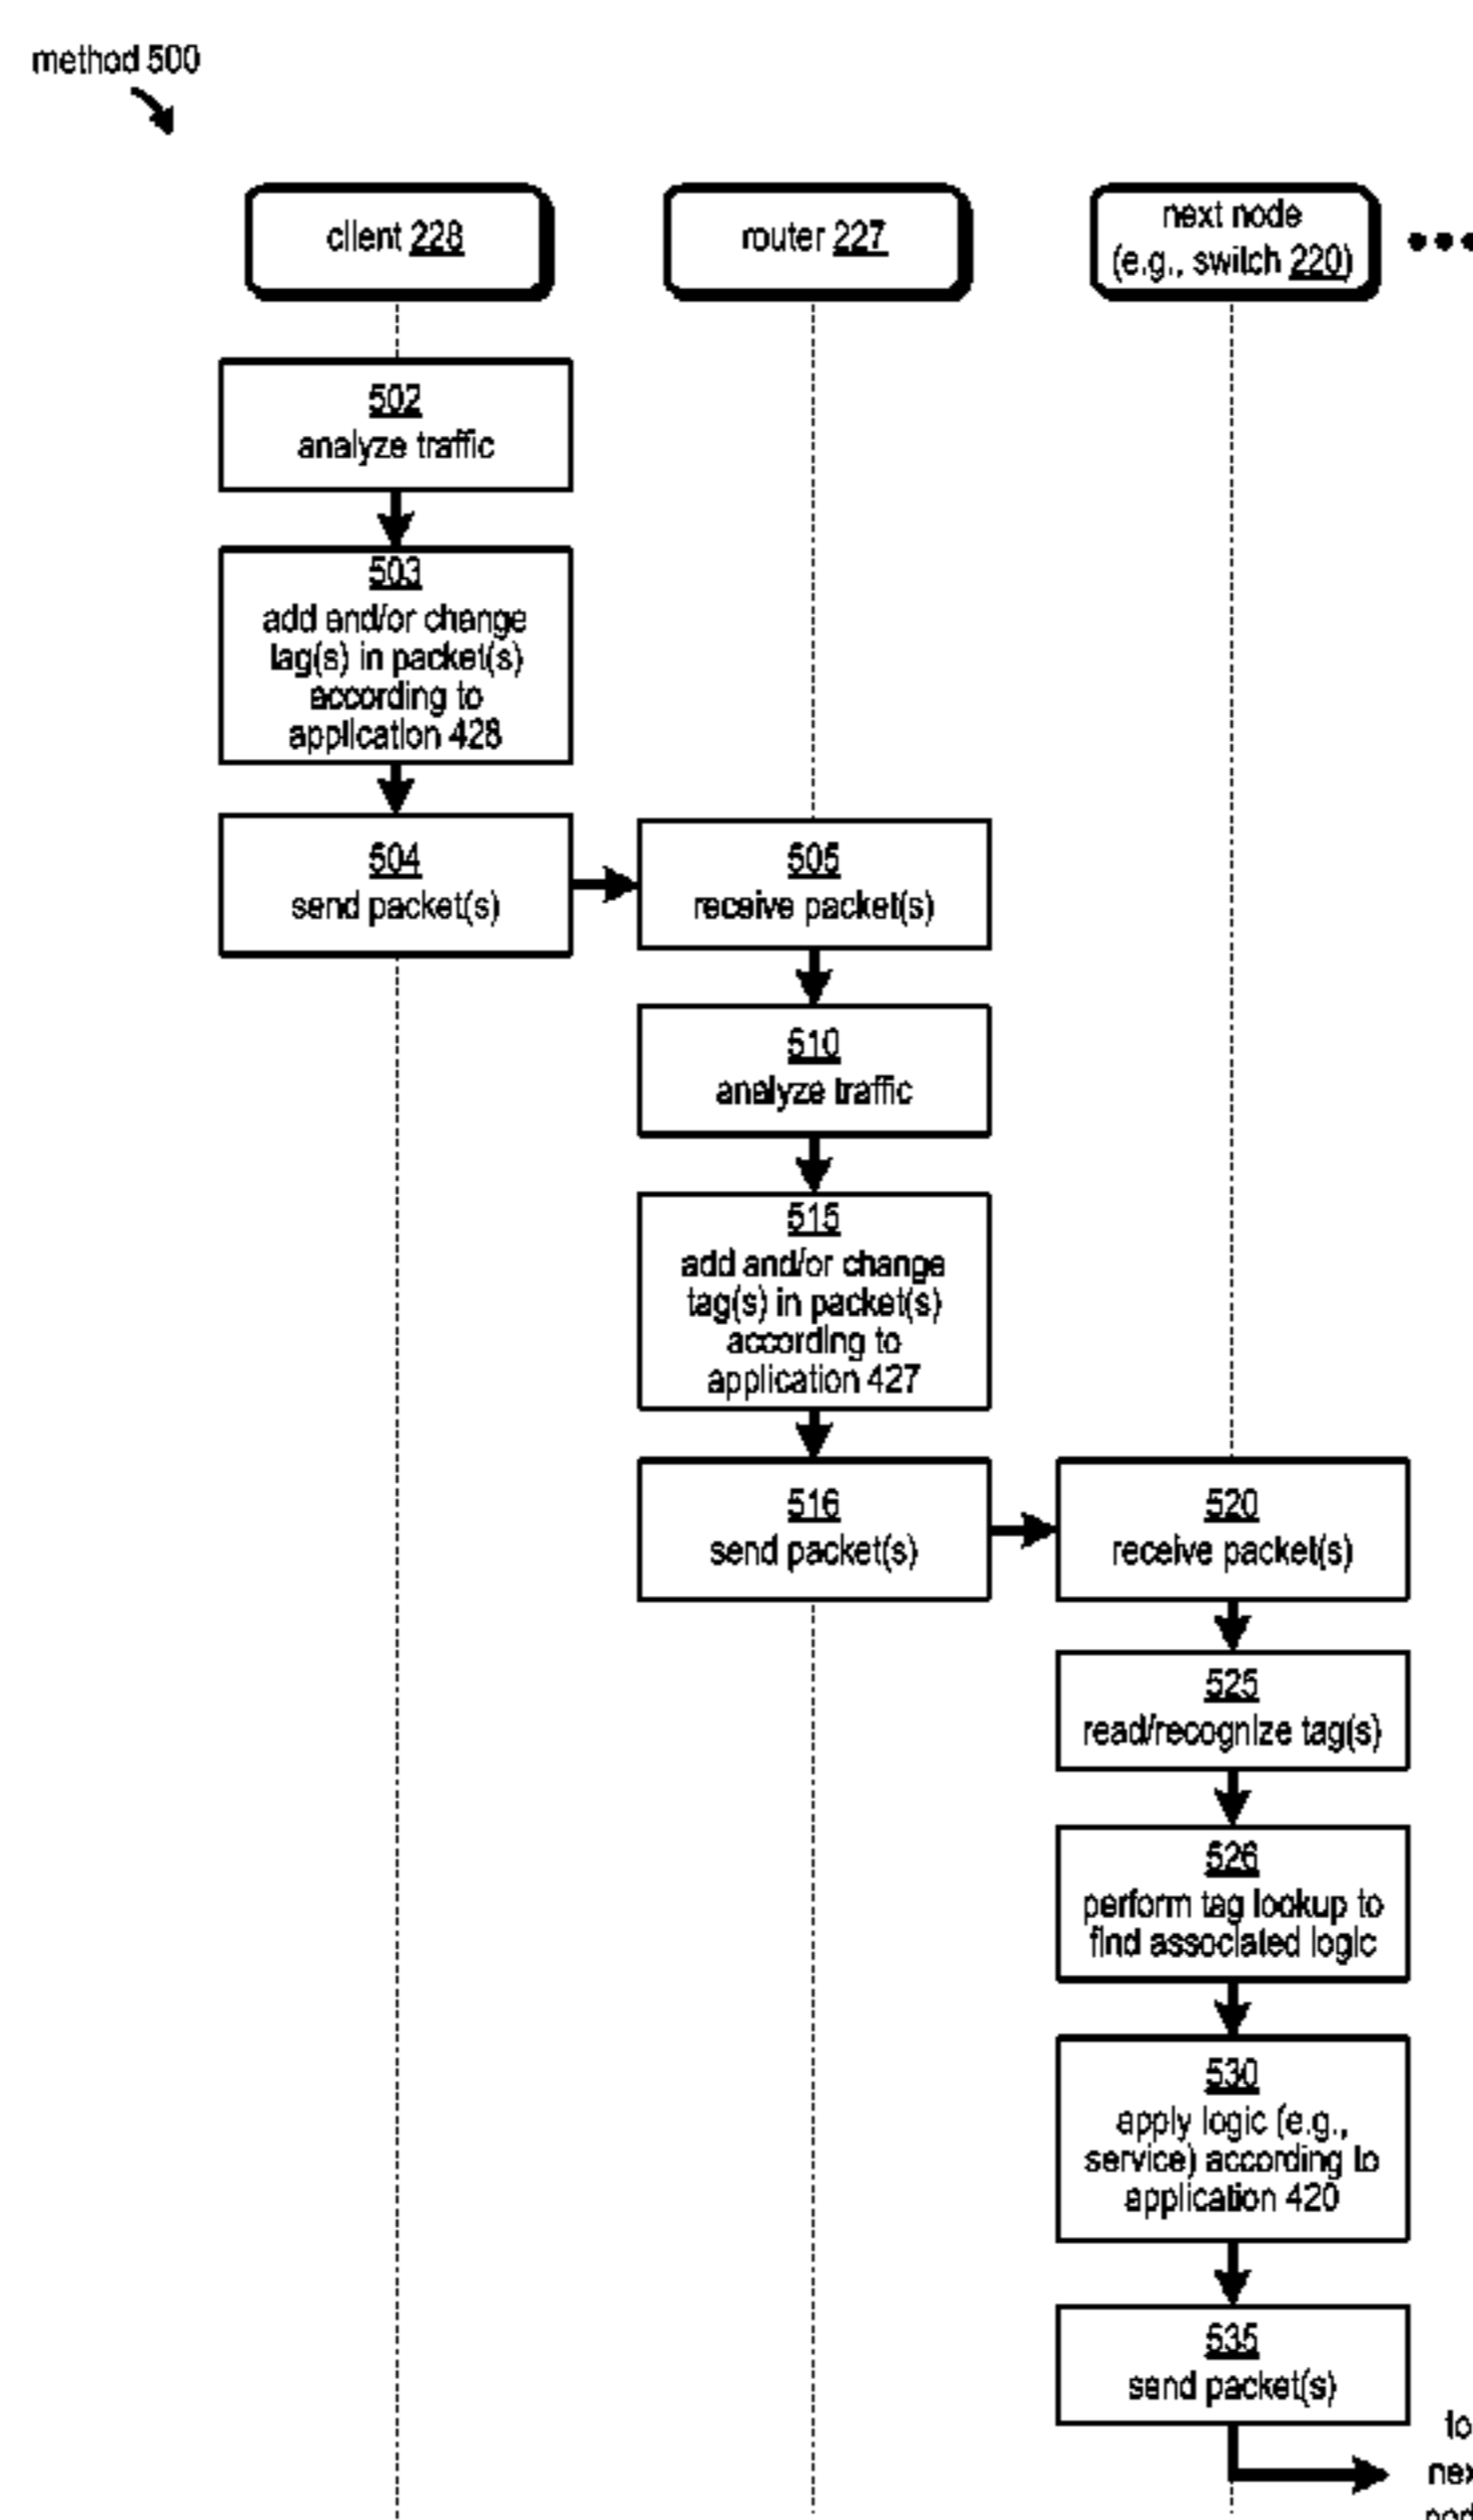 method 500
client 228
router 227
next node
(e.g., switch 220)
502
analyze traffic
503
add and/or change
tag(s) in packet(s)
according to
application 428
504
send packet(s)
505
receive packet(s)
510
analyze traffic
515
add and/or change
tag(s) in packet(s)
according to
application 427
516
send packet(s)
520
receive packet(s)
525
read/recognize tag(s)
526
perform tag lookup to
find associated logic
530
apply logic (e.g.,
service) according to
application 420
535
send packet(s)
to